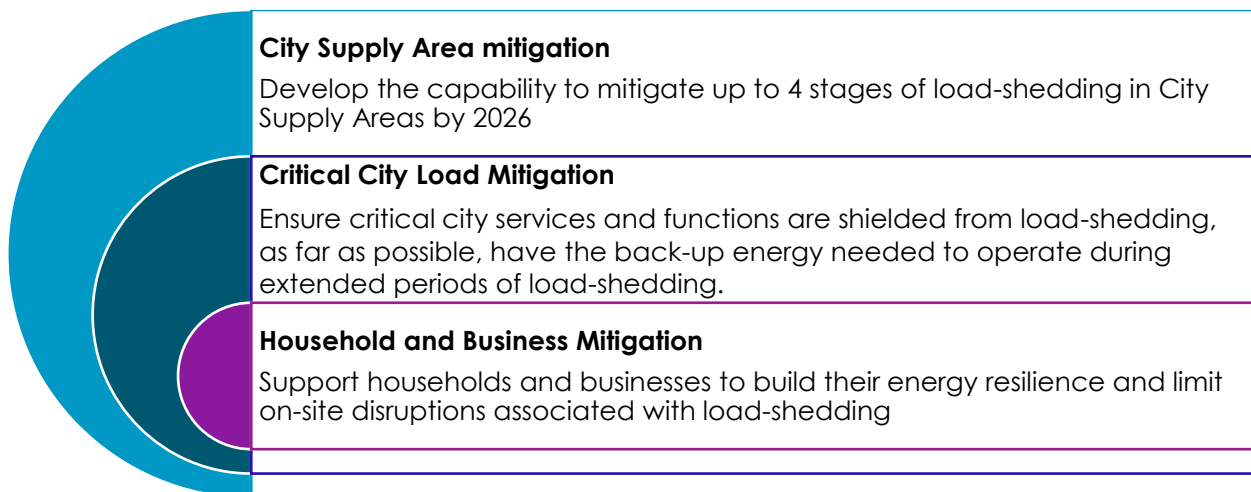 City Supply Area mitigation
Develop the capability to mitigate up to 4 stages of load-shedding in City
Supply Areas by 2026
Critical City Load Mitigation
Ensure critical city services and functions are shielded from load-shedding,
as far as possible, have the back-up energy needed to operate during
extended periods of load-shedding.
Household and Business Mitigation
Support households and businesses to build their energy resilience and limit
on-site disruptions associated with load-shedding